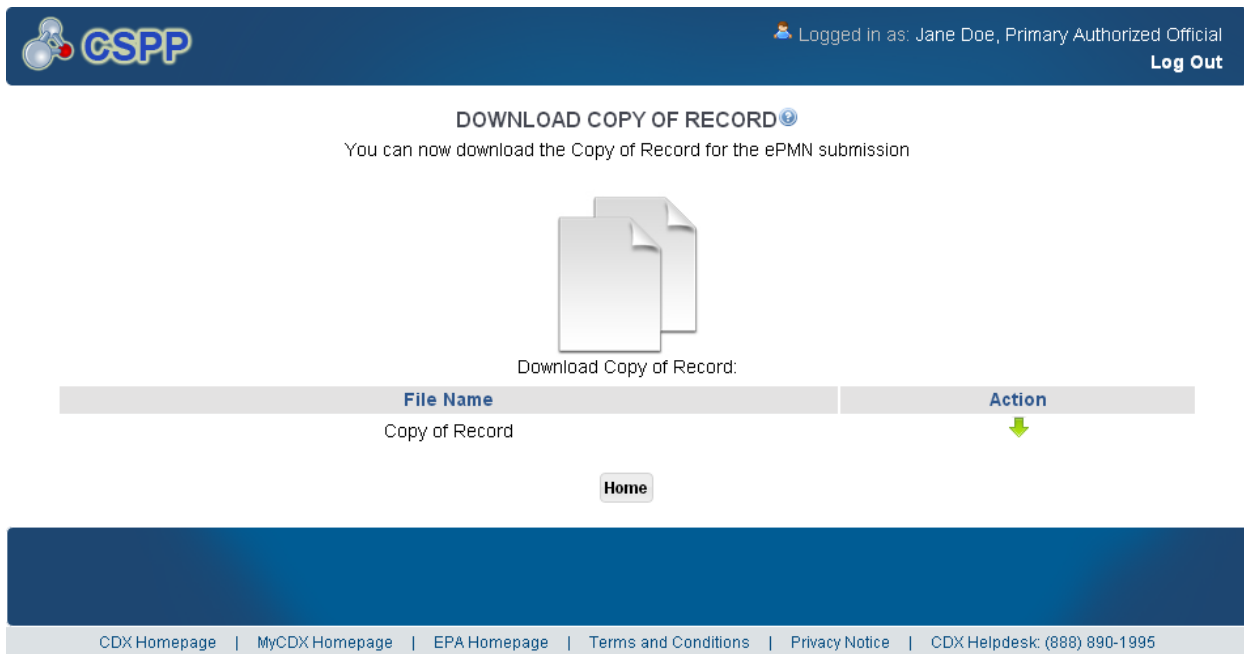 CSPP
Logged in as: Jane Doe, Primary Authorized Official
Log Out
DOWNLOAD COPY OF RECORD
You can now download the Copy of Record for the ePMN submission
Download Copy of Record:
File Name Action
Copy of Record
Home
CDX Homepage | MyCDX Homepage | EPA Homepage | Terms and Conditions | Privacy Notice | CDX Helpdesk: (888) 890-1995